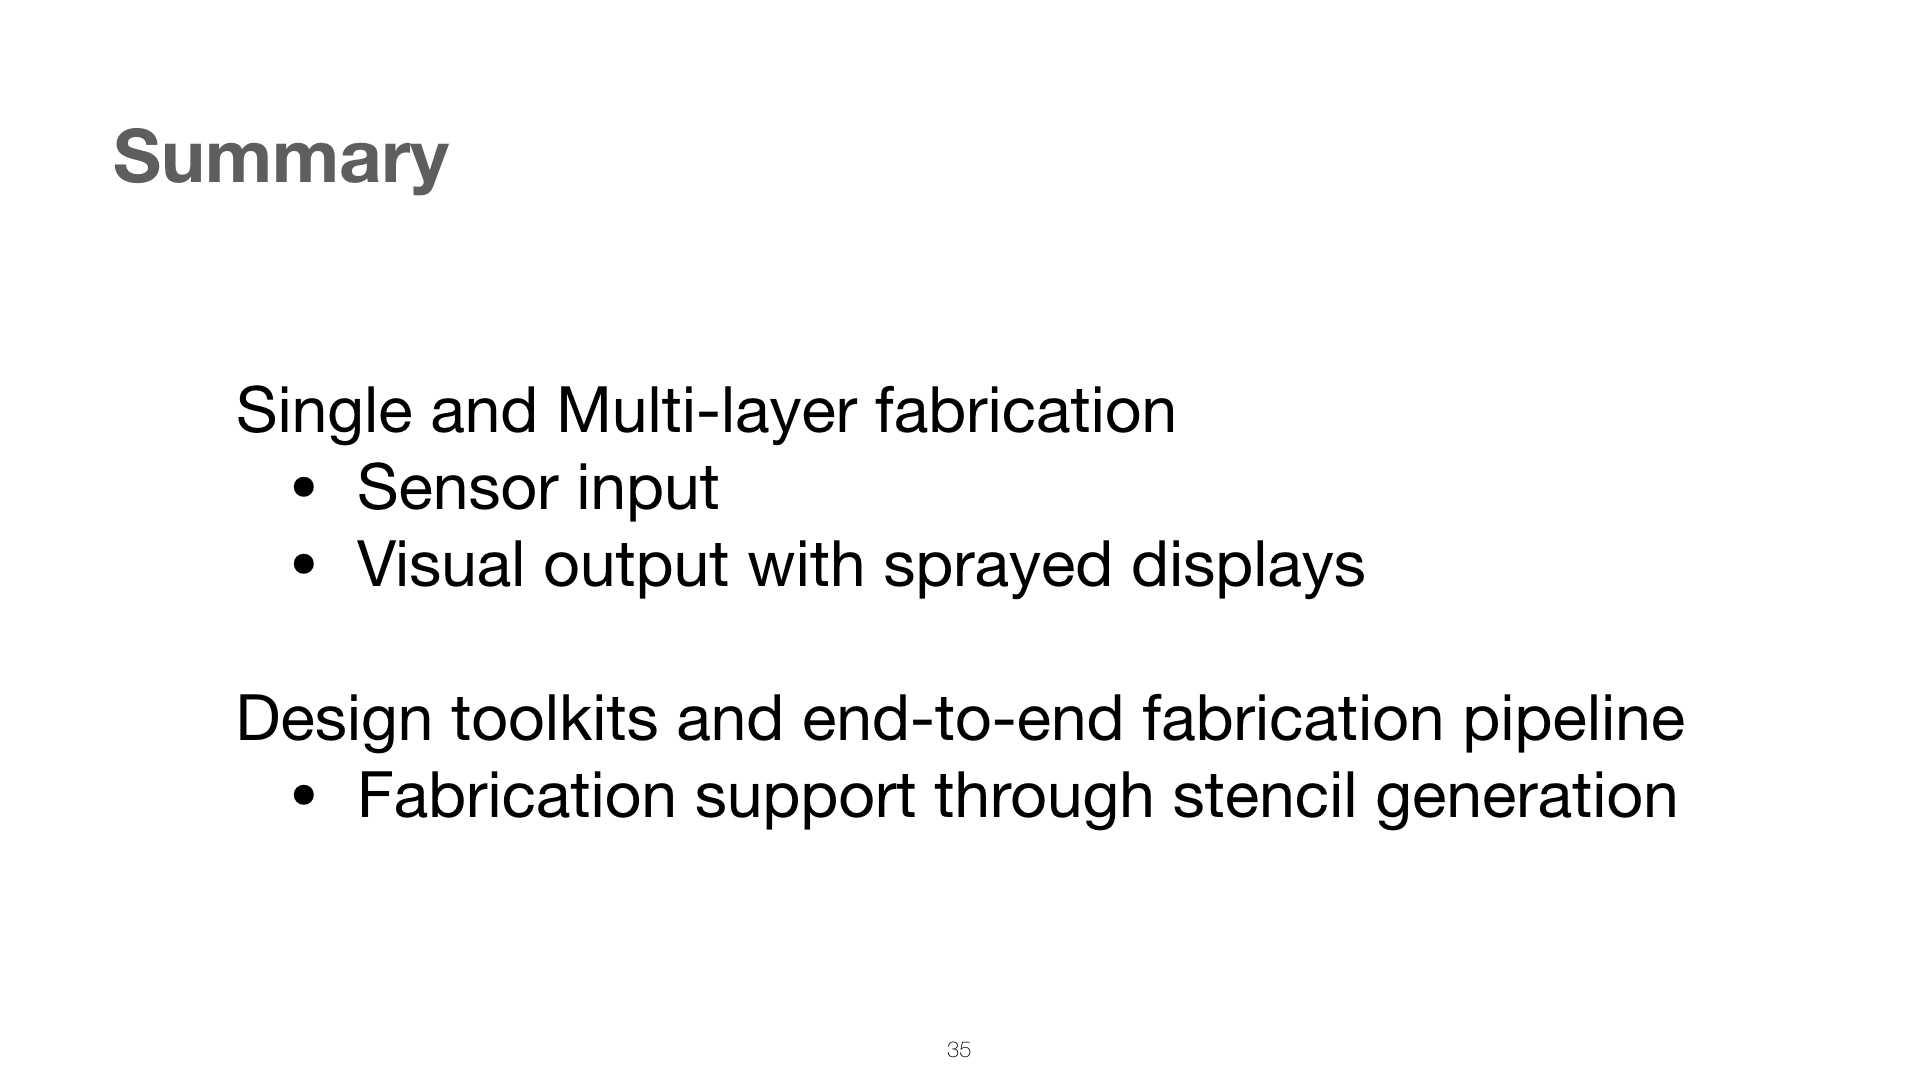 Summary
Single and Multi-layer fabrication
• Sensor input
• Visual output with sprayed displays
Design toolkits and end-to-end fabrication pipeline
• Fabrication support through stencil generation
35